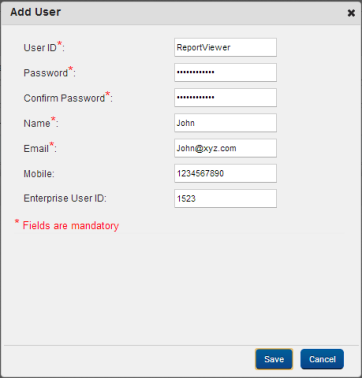 Add User ×
User ID*: ReportViewer
Password*: ••••••••••••
Confirm Password*: ••••••••••••
Name*: John
Email*: John@xyz.com
Mobile: 1234567890
Enterprise User ID: 1523
* Fields are mandatory
Save Cancel